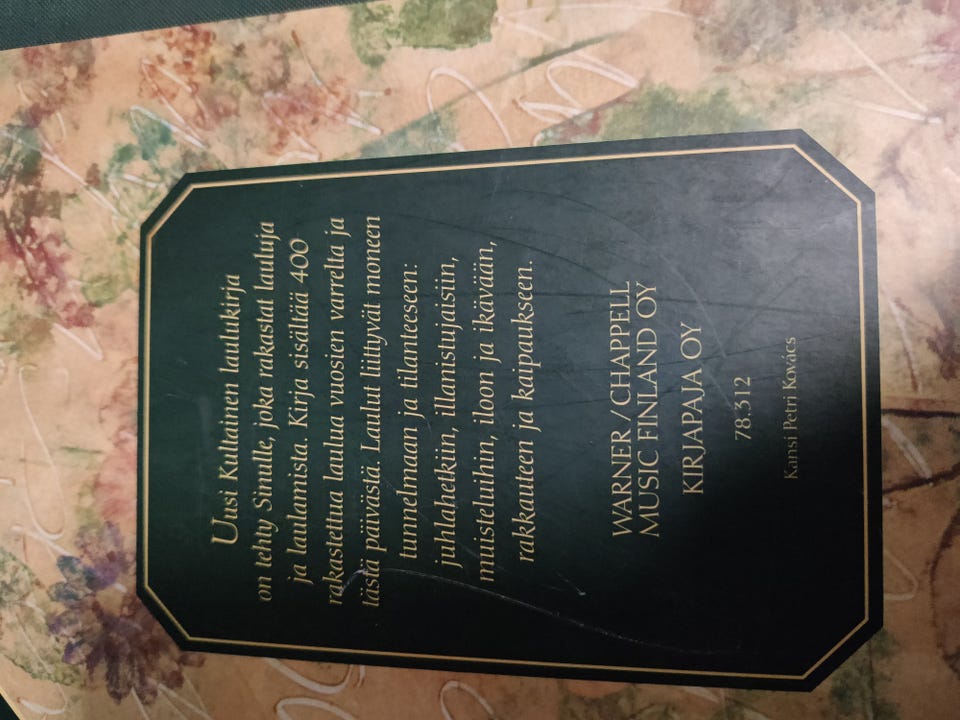 Uusi Kultainen laulukirja
on tehty Sinulle, joka rakastat lauluja
ja laulamista. Kirja sisältää 400
rakastettua laulua vuosien varrelta ja
tästä päivästä. Laulut liittyvät moneen
tunnelmaan ja tilanteeseen:
juhlahetkiin, illanistujaisiin,
muisteluihin, iloon ja ikävään,
rakkauteen ja kaipaukseen.
WARNER / CHAPPELL
MUSIC FINLAND OY
KIRJAPAJA OY
78.312
Kansi Petri Kovács